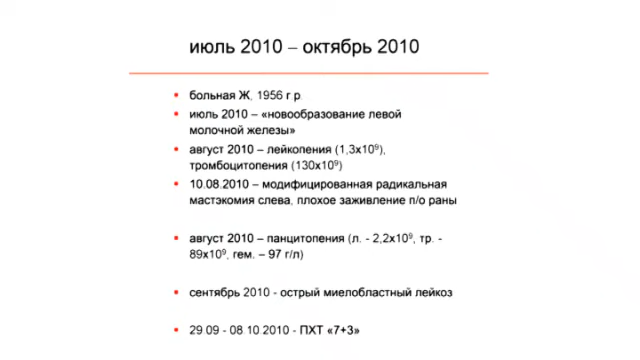 июль 2010 – октябрь 2010
больная Ж, 1956 г.р.
июль 2010 – «новообразование левой
молочной железы»
август 2010 – лейкопения (1,3х10⁹),
тромбоцитопения (130х10⁹)
10.08.2010 – модифицированная радикальная
мастэкомия слева, плохое заживление п/о раны
август 2010 – панцитопения (л. - 2,2х10⁹, тр. -
89х10⁹, гем. – 97 г/л)
сентябрь 2010 - острый миелобластный лейкоз
29.09 - 08.10.2010 - ПХТ «7+3»